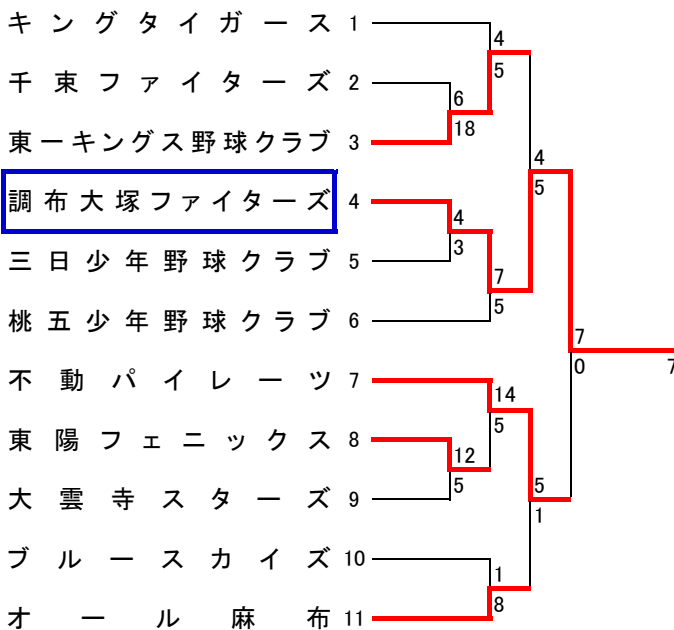 キングタイガース 1
千東ファイターズ 2
東一キングス野球クラブ 3
調布大塚ファイターズ 4
三日少年野球クラブ 5
桃五少年野球クラブ 6
不動パイレーツ 7
東陽フェニックス 8
大雲寺スターズ 9
ブルースカイズ 10
オール麻布 11
4
5
6
18
4
5
4
3
7
5
7
0
7
14
5
12
5
5
1
1
8